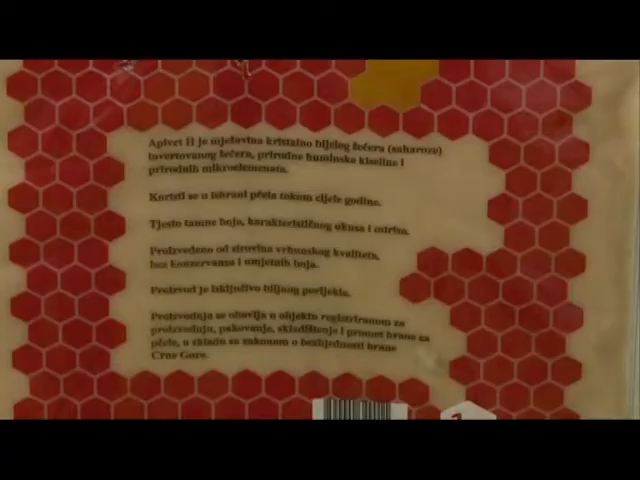 Apivet II je mješavina kristalno bijelog šećera (saharoze)
invertovanog šećera, prirodne huminske kiseline i
prirodnih mikroelemenata.
Koristi se u ishrani pčela tokom cijele godine.
Tjesto tamne boje, karakterističnog ukusa i mirisa.
Proizvedeno od sirovina vrhunskog kvaliteta,
bez konzervansa i umjetnih boja.
Proizvod je isključivo biljnog porijekla.
Proizvodnja se obavlja u objektu registriranom za
proizvodnju, pakovanje, skladištenje i promet hrane za
pčele, u skladu sa zakonom o bezbjednosti hrane
Crne Gore.